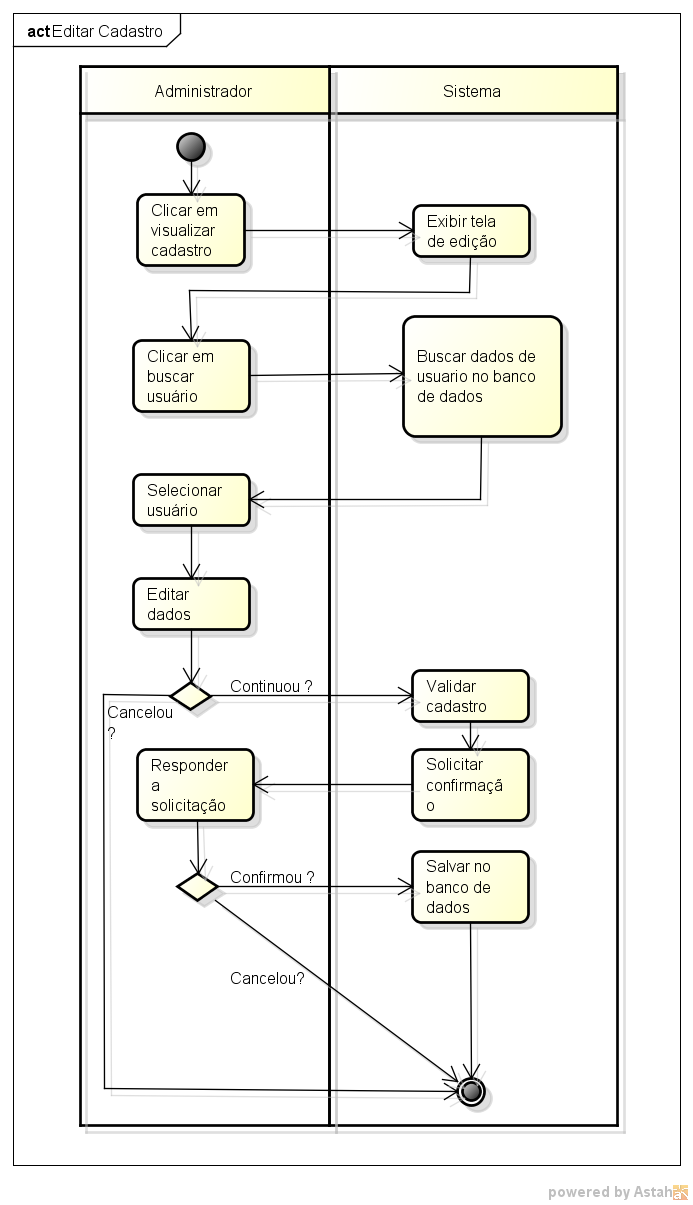 act Editar Cadastro
Administrador
Sistema
Clicar em
visualizar
cadastro
Exibir tela
de edição
Clicar em
buscar
usuário
Buscar dados de
usuario no banco
de dados
Selecionar
usuário
Editar
dados
Continuou ?
Cancelou
?
Validar
cadastro
Responder
a
solicitação
Solicitar
confirmaçã
o
Confirmou ?
Salvar no
banco de
dados
Cancelou?
powered by Astah